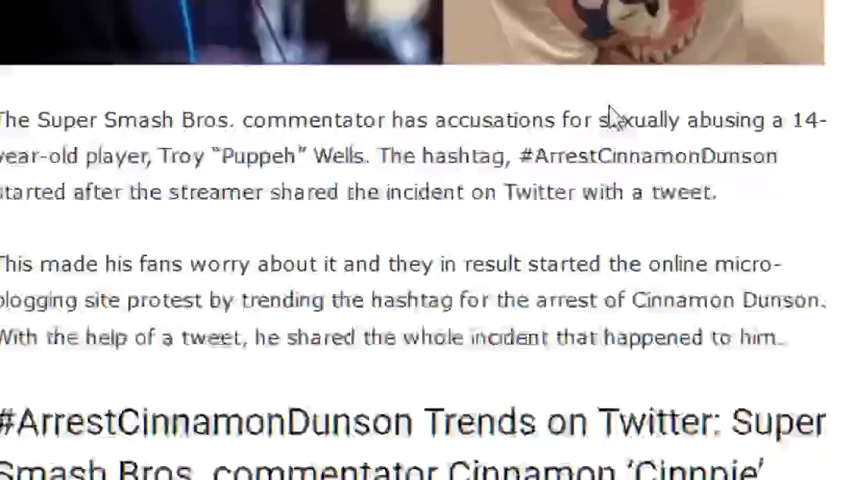 The Super Smash Bros. commentator has accusations for sexually abusing a 14-
year-old player, Troy “Puppeh” Wells. The hashtag, #ArrestCinnamonDunson
started after the streamer shared the incident on Twitter with a tweet.
This made his fans worry about it and they in result started the online micro-
blogging site protest by trending the hashtag for the arrest of Cinnamon Dunson.
With the help of a tweet, he shared the whole incident that happened to him.
#ArrestCinnamonDunson Trends on Twitter: Super
Smash Bros. commentator Cinnamon ‘Cinnpie’